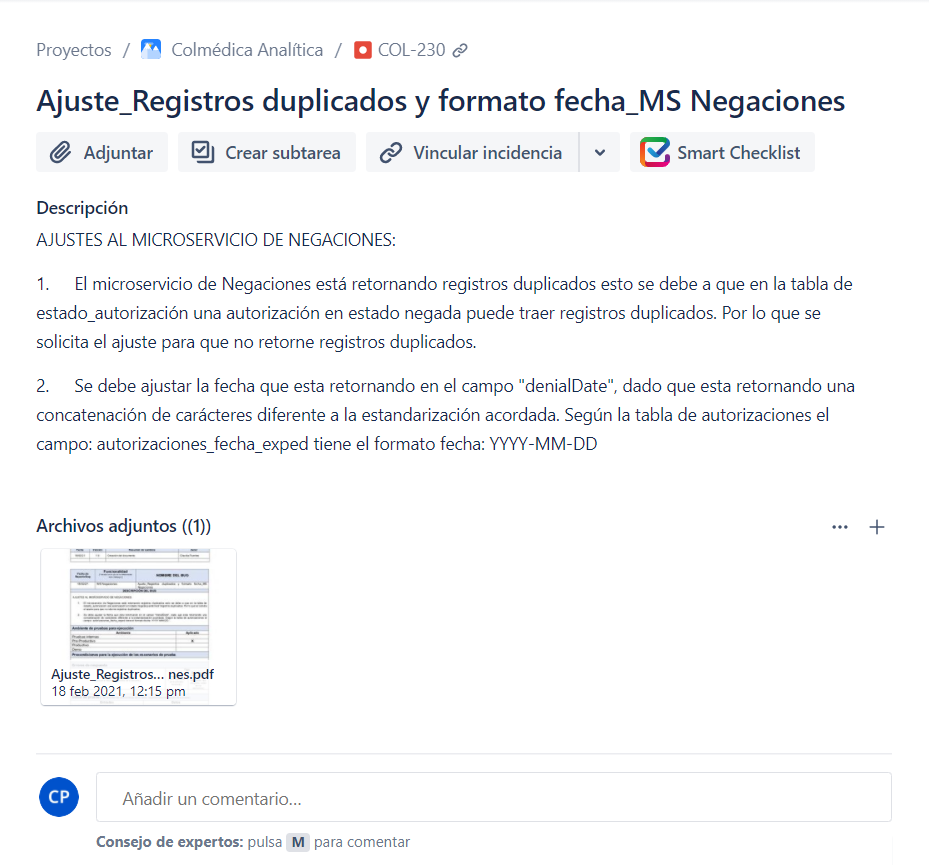 Proyectos / Colmédica Analítica / COL-230
Ajuste_Registros duplicados y formato fecha_MS Negaciones
Adjuntar Crear subtarea Vincular incidencia Smart Checklist
Descripción
AJUSTES AL MICROSERVICIO DE NEGACIONES:
1. El microservicio de Negaciones está retornando registros duplicados esto se debe a que en la tabla de
estado_autorización una autorización en estado negada puede traer registros duplicados. Por lo que se
solicita el ajuste para que no retorne registros duplicados.
2. Se debe ajustar la fecha que esta retornando en el campo "denialDate", dado que esta retornando una
concatenación de carácteres diferente a la estandarización acordada. Según la tabla de autorizaciones el
campo: autorizaciones_fecha_exped tiene el formato fecha: YYYY-MM-DD
Archivos adjuntos ((1))
Ajuste_Registros... nes.pdf
18 feb 2021, 12:15 pm
CP
Añadir un comentario...
Consejo de expertos: pulsa M para comentar